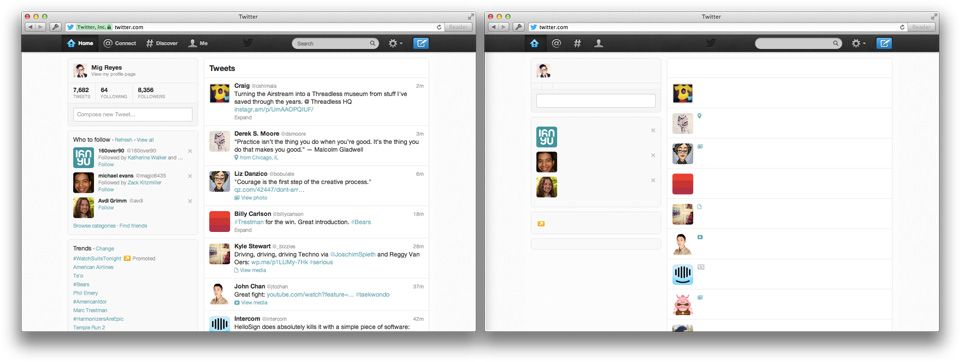 Twitter
Twitter, Inc. twitter.com Reader
Home Connect Discover Me Search
Mig Reyes
View my profile page
7,682 64 8,356
TWEETS FOLLOWING FOLLOWERS
Compose new Tweet...
Who to follow · Refresh · View all
160over90 @160over90
Followed by Katherine Walker and ...
Follow
michael evans @magic6435
Followed by Zack Kitzmiller
Follow
Avdi Grimm @avdi
Follow
Browse categories · Find friends
Trends · Change
#WatchSuitsTonight Promoted
American Airlines
Te'o
#Bears
Phil Emery
#AmericanIdol
Marc Trestman
#HarmonizersAreEpic
Temple Run 2
Tweets
Craig @ishimala 2m
Turning the Airstream into a Threadless museum from stuff I've
saved through the years. @ Threadless HQ
instagr.am/p/UmAAOPQIUF/
Expand
Derek S. Moore @dsmoore 3m
"Practice isn't the thing you do when you're good. It's the thing you
do that makes you good." — Malcolm Gladwell
from Chicago, IL
Liz Danzico @bobulate 6m
"Courage is the first step of the creative process."
qz.com/42447/dont-arr...
View photo
Billy Carlson @billycarlson 18m
#Trestman for the win. Great introduction. #Bears
Expand
Kyle Stewart @_Sizzles 28m
Driving, driving, driving Techno via @JoachimSpieth and Reggy Van
Oers: wp.me/p1LUMy-7Hk #serious
View media
John Chan @jtochan 37m
Great fight: youtube.com/watch?feature=... #taekwondo
View media
Intercom @intercom 42m
HelloSign does absolutely kills it with a simple piece of software:
Twitter
twitter.com Reader